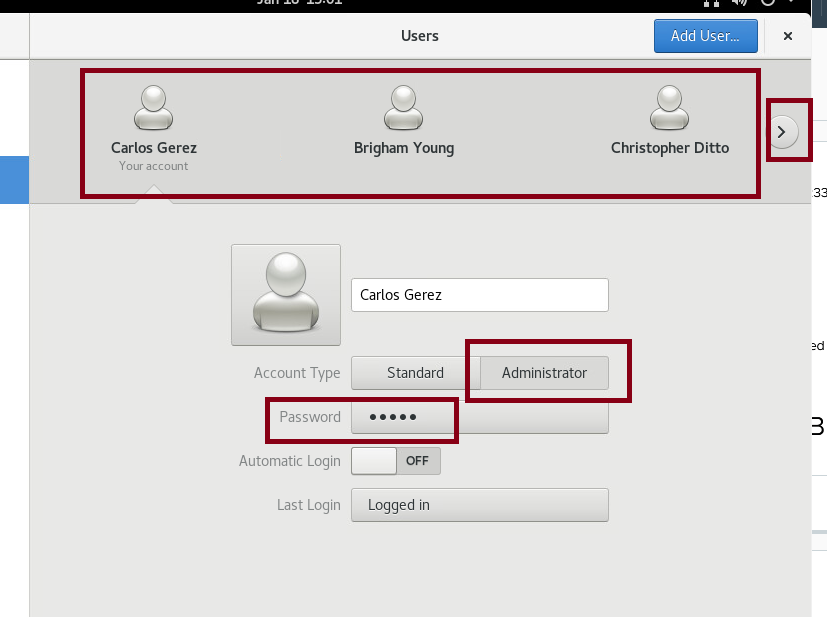 Jan 18 15:01
Users
Add User...
Carlos Gerez
Brigham Young
Christopher Ditto
Your account
Carlos Gerez
Account Type
Standard
Administrator
Password
Automatic Login
OFF
Last Login
Logged in
33
ed
B